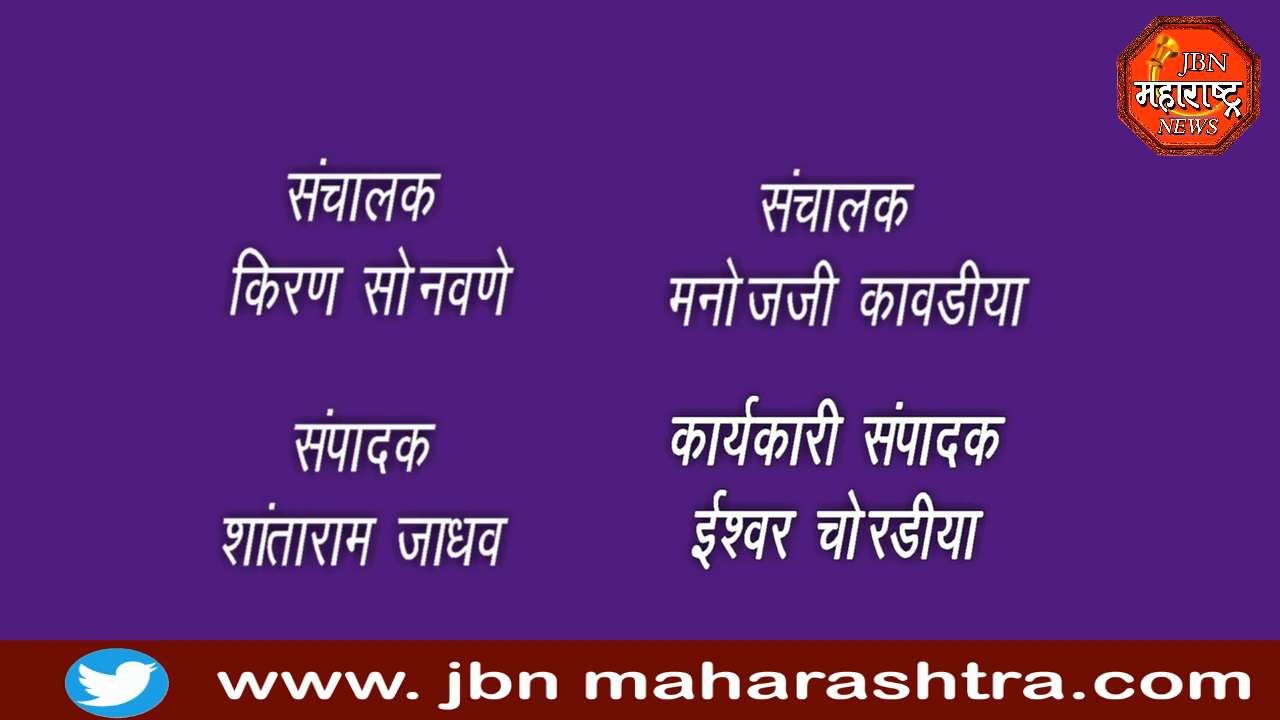 JBN
महाराष्ट्र
NEWS
संचालक
किरण सोनवणे
संचालक
मनोजजी कावडीया
संपादक
शांताराम जाधव
कार्यकारी संपादक
ईश्वर चोरडीया
www. jbn maharashtra.com